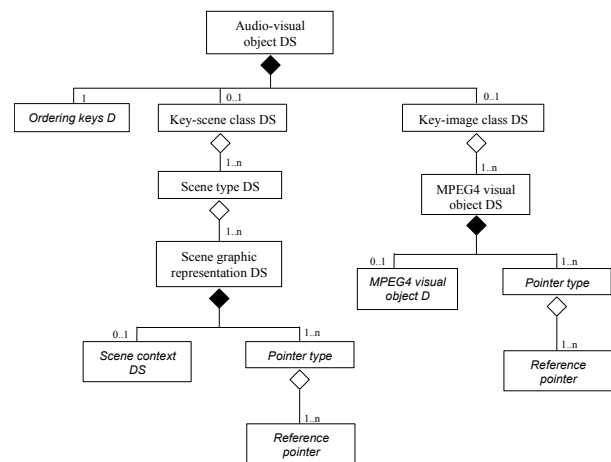 Audio-visual
object DS
1
0..1
0..1
Ordering keys D
Key-scene class DS
Key-image class DS
1..n
1..n
Scene type DS
MPEG4 visual
object DS
1..n
Scene graphic
representation DS
0..1
1..n
MPEG4 visual
object D
Pointer type
0..1
1..n
Scene context
DS
Pointer type
1..n
Reference
pointer
1..n
Reference
pointer